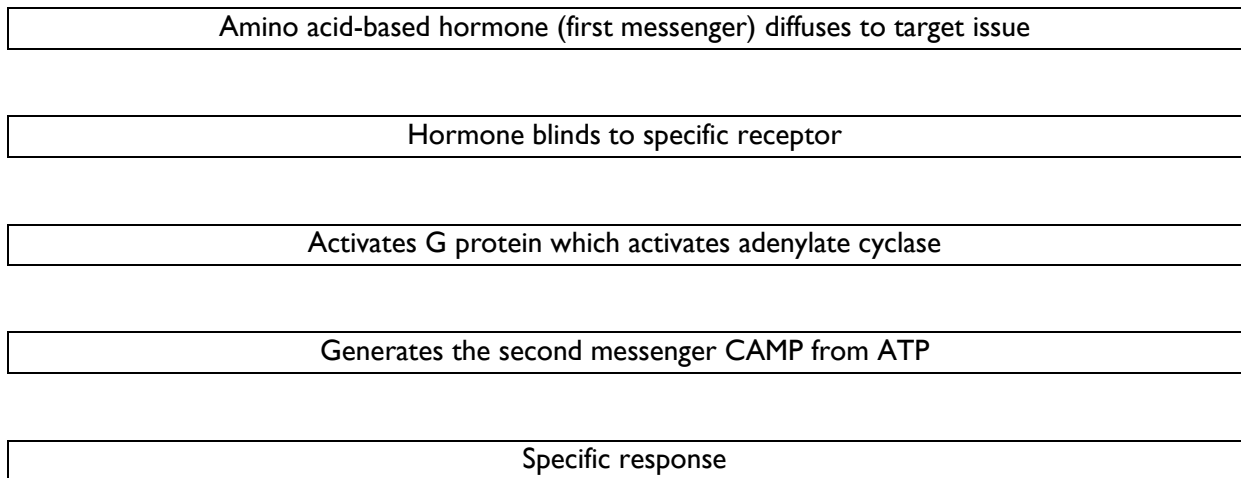 Amino acid-based hormone (first messenger) diffuses to target issue
Hormone blinds to specific receptor
Activates G protein which activates adenylate cyclase
Generates the second messenger CAMP from ATP
Specific response